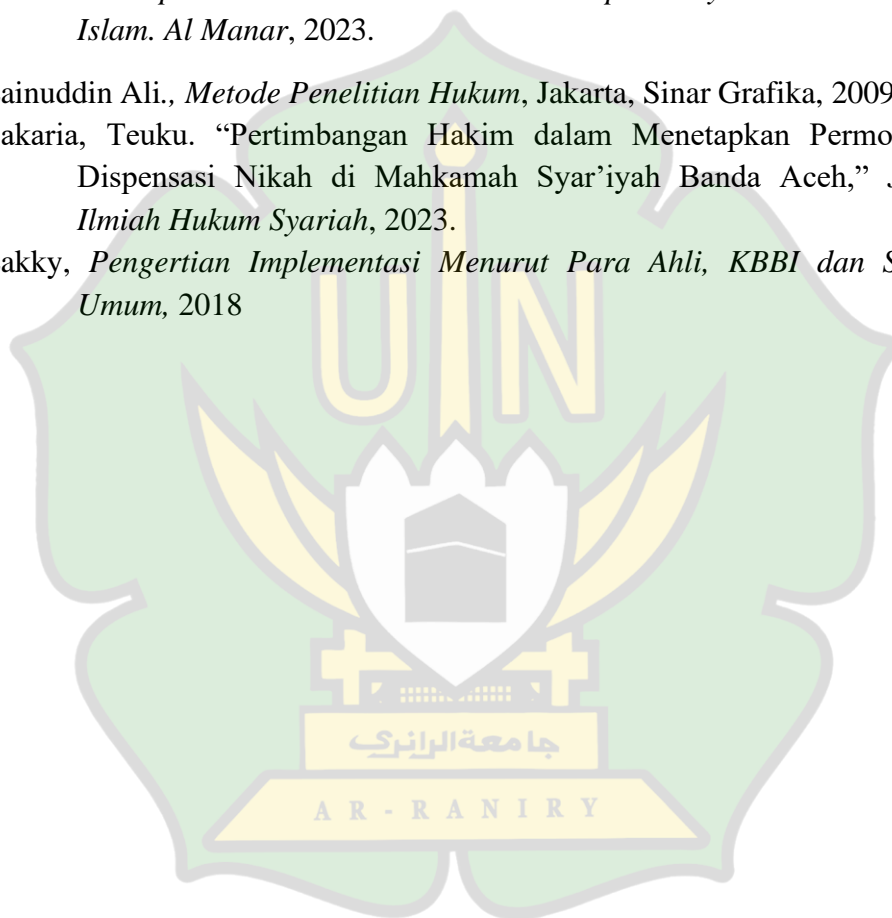 Islam. Al Manar, 2023.
ainuddin Ali., Metode Penelitian Hukum, Jakarta, Sinar Grafika, 2009
akaria, Teuku. “Pertimbangan Hakim dalam Menetapkan Permo
Dispensasi Nikah di Mahkamah Syar’iyah Banda Aceh,”
Ilmiah Hukum Syariah, 2023.
akky, Pengertian Implementasi Menurut Para Ahli, KBBI dan S
Umum, 2018
UIN
جامعةالرانري
AR-RANIRY